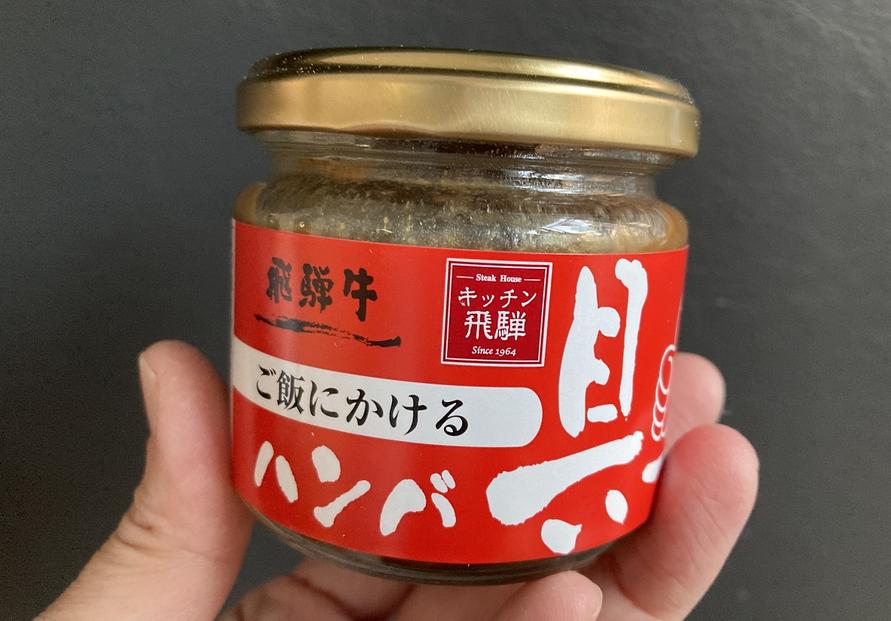 飛騨牛
Steak House
キッチン
飛騨
Since 1964
ご飯にかける
ハンバ具